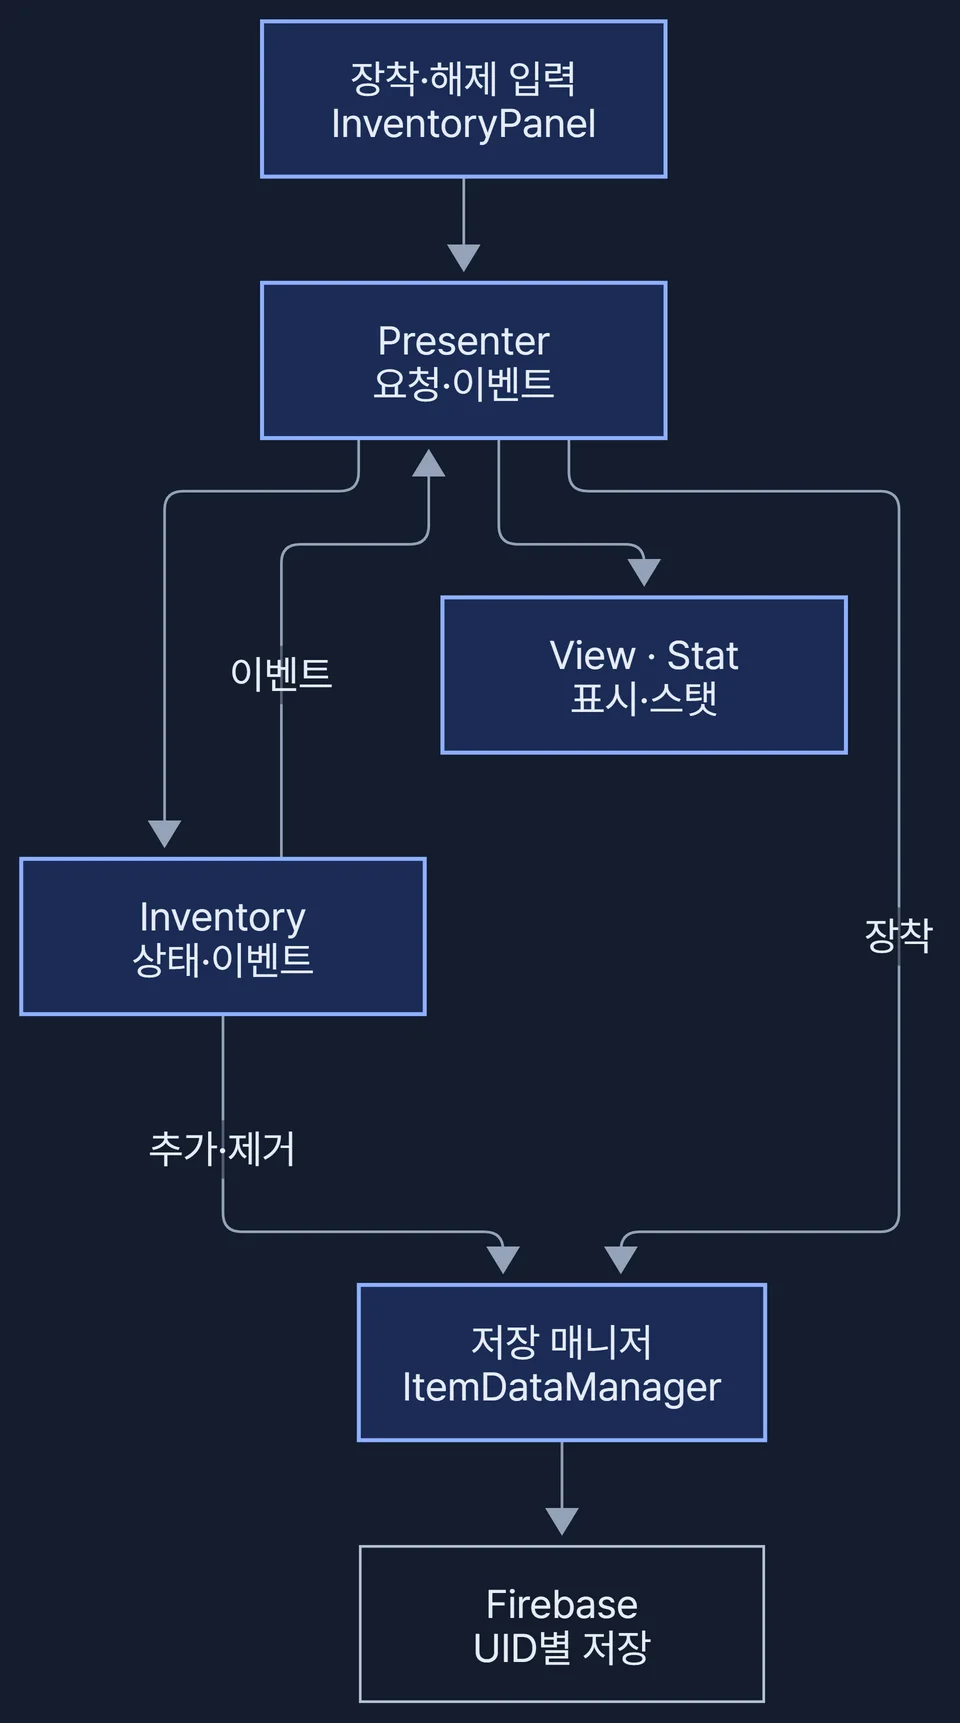 장착·해제 입력
InventoryPanel
Presenter
요청·이벤트
이벤트
View · Stat
표시·스탯
Inventory
상태·이벤트
장착
추가·제거
저장 매니저
ItemDataManager
Firebase
UID별 저장